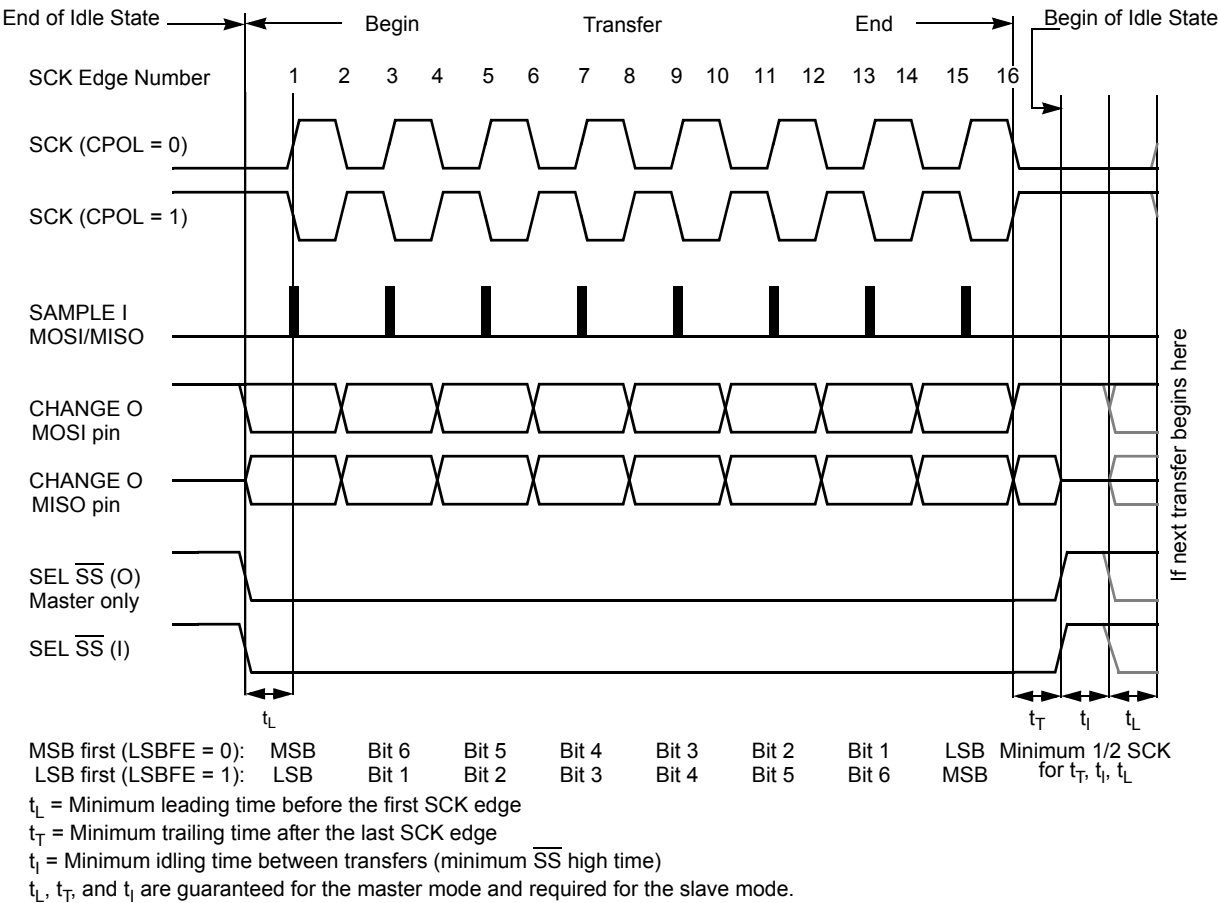 End of Idle State Begin Transfer End Begin of Idle State
SCK Edge Number 1 2 3 4 5 6 7 8 9 10 11 12 13 14 15 16
SCK (CPOL = 0)
SCK (CPOL = 1)
SAMPLE I
MOSI/MISO
CHANGE O
MOSI pin
CHANGE O
MISO pin
SEL S̅S̅ (O)
Master only
SEL S̅S̅ (I)
If next transfer begins here
tL tT tI tL
MSB first (LSBFE = 0): MSB Bit 6 Bit 5 Bit 4 Bit 3 Bit 2 Bit 1 LSB Minimum 1/2 SCK
LSB first (LSBFE = 1): LSB Bit 1 Bit 2 Bit 3 Bit 4 Bit 5 Bit 6 MSB for tT, tl, tL
tL = Minimum leading time before the first SCK edge
tT = Minimum trailing time after the last SCK edge
tI = Minimum idling time between transfers (minimum S̅S̅ high time)
tL, tT, and tI are guaranteed for the master mode and required for the slave mode.